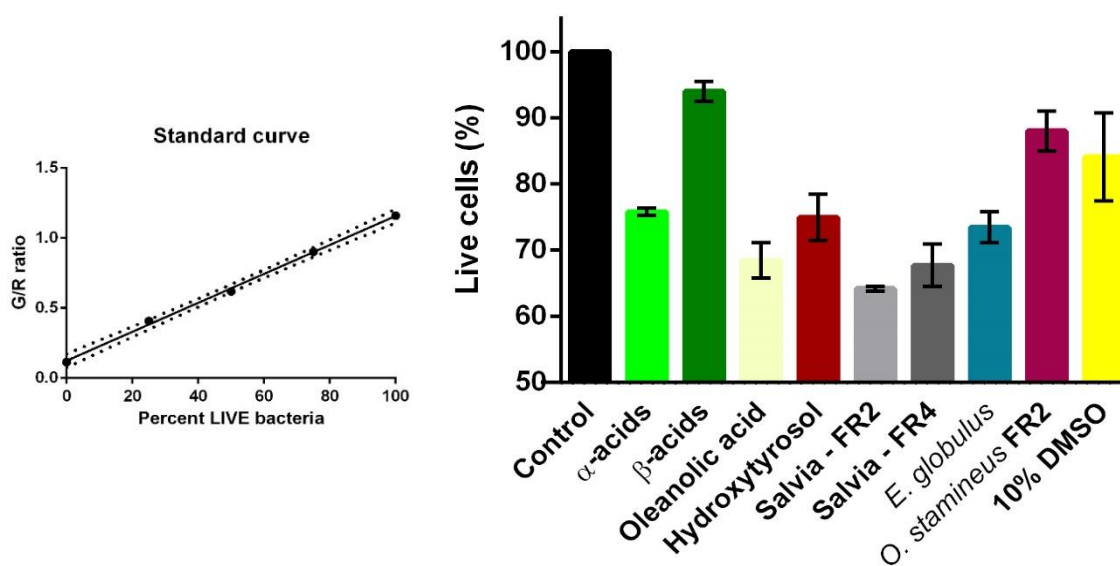 Standard curve
G/R ratio
1.5
1.0
0.5
0.0
0 20 40 60 80 100
Percent LIVE bacteria
Live cells (%)
100
90
80
70
60
50
Control
α-acids
β-acids
Oleanolic acid
Hydroxytyrosol
Salvia - FR2
Salvia - FR4
E. globulus
O. stamineus FR2
10% DMSO